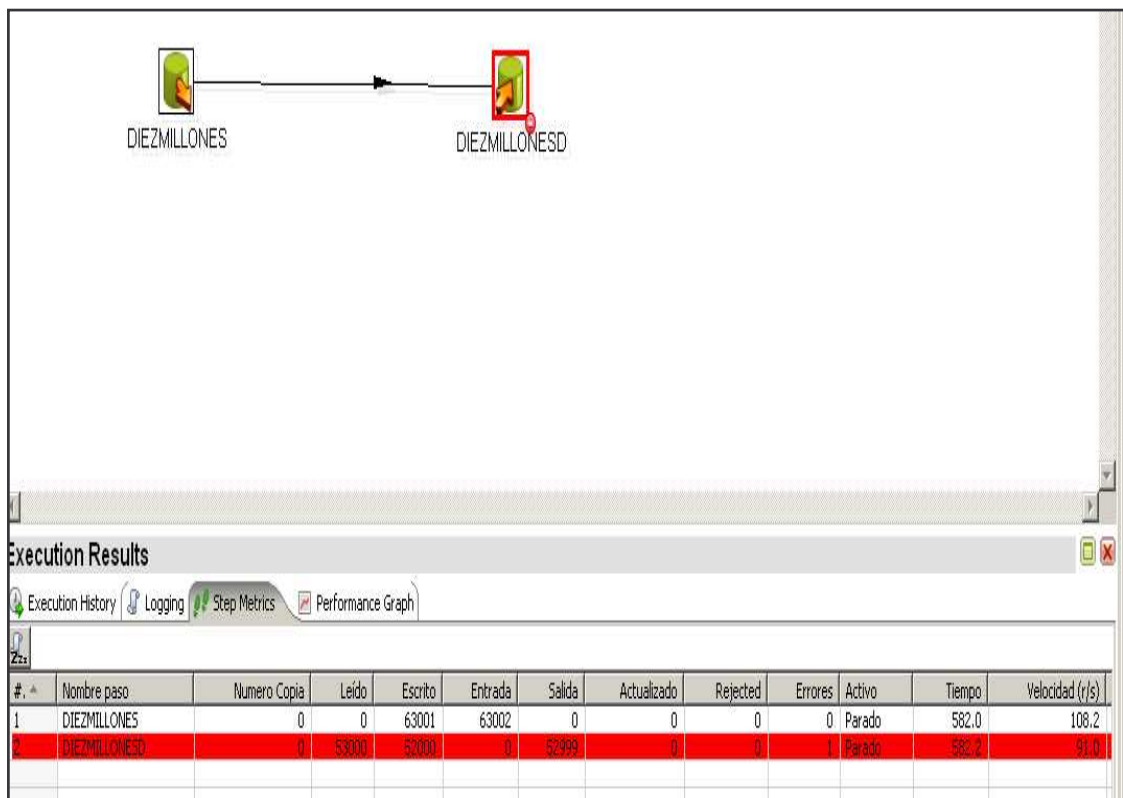 DIEZMILLONES
DIEZMILLONESD
Execution Results
Execution History Logging Step Metrics Performance Graph
#. Nombre paso Numero Copia Leído Escrito Entrada Salida Actualizado Rejected Errores Activo Tiempo Velocidad (r/s)
1 DIEZMILLONES 0 0 63001 63002 0 0 0 0 Parado 582.0 108.2
2 DIEZMILLONESD 0 53000 52000 0 52999 0 0 1 Parado 582.2 91.0